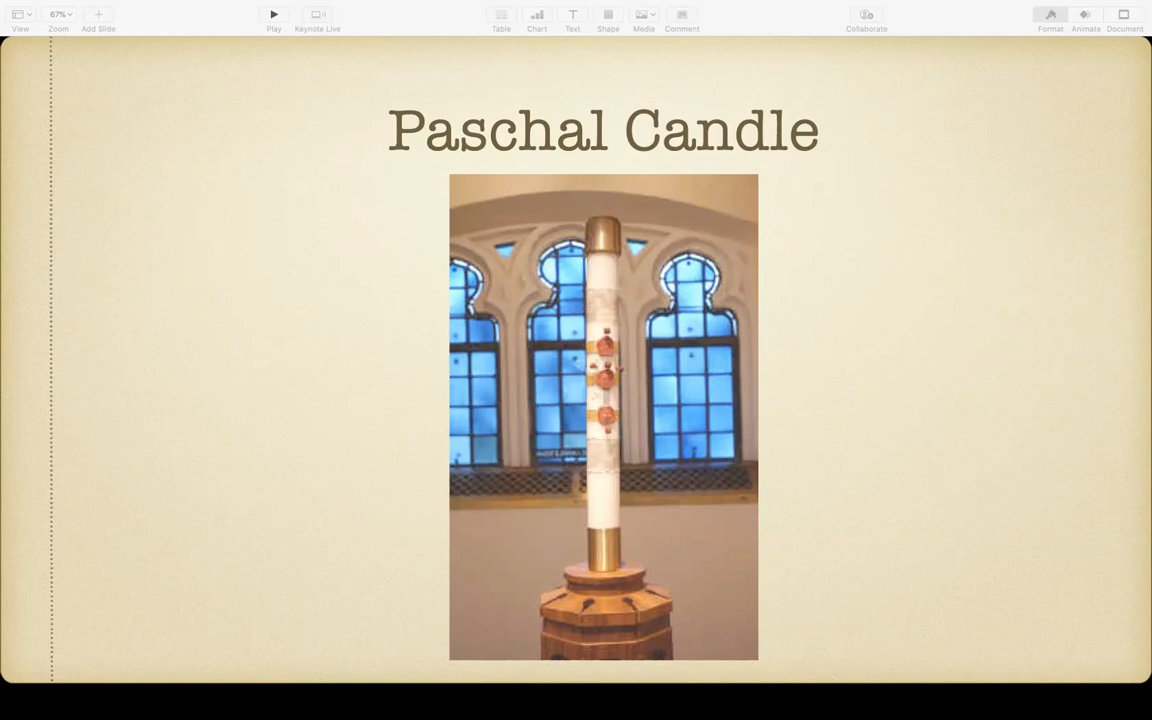 View
67%
Zoom
Add Slide
Play
Keynote Live
Table
Chart
Text
Shape
Media
Comment
Collaborate
Format
Animate
Document
Paschal Candle